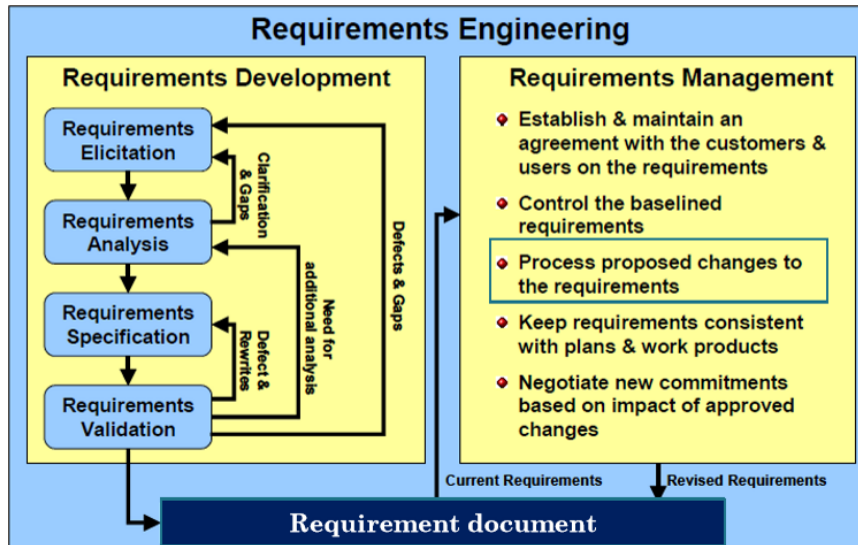 Requirements Engineering
Requirements Development
Requirements
Elicitation
Requirements
Analysis
Requirements
Specification
Requirements
Validation
Clarification
& Gaps
Defect &
Rewrites
Need for
additional analysis
Defects & Gaps
Requirements Management
Establish & maintain an
agreement with the customers &
users on the requirements
Control the baselined
requirements
Process proposed changes to
the requirements
Keep requirements consistent
with plans & work products
Negotiate new commitments
based on impact of approved
changes
Current Requirements
Revised Requirements
Requirement document